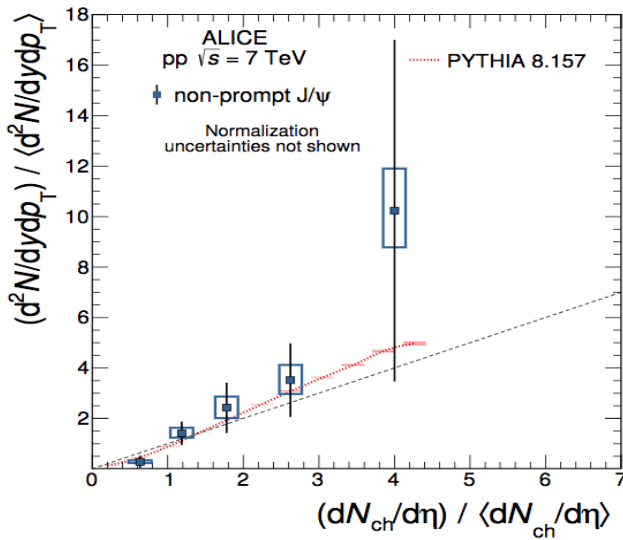 (d²N/dydp_T) / ⟨d²N/dydp_T⟩
18
16
14
12
10
8
6
4
2
ALICE
pp √s = 7 TeV
non-prompt J/ψ
Normalization
uncertainties not shown
PYTHIA 8.157
0 1 2 3 4 5 6 7
(dN_ch/dη) / ⟨dN_ch/dη⟩